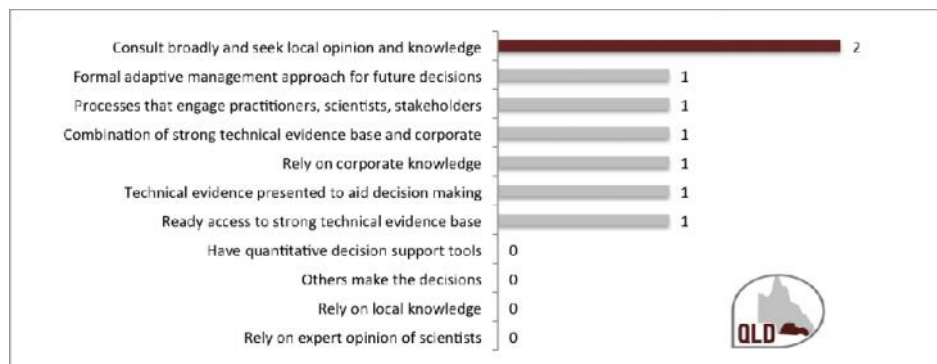 Consult broadly and seek local opinion and knowledge 2
Formal adaptive management approach for future decisions 1
Processes that engage practitioners, scientists, stakeholders 1
Combination of strong technical evidence base and corporate 1
Rely on corporate knowledge 1
Technical evidence presented to aid decision making 1
Ready access to strong technical evidence base 1
Have quantitative decision support tools 0
Others make the decisions 0
Rely on local knowledge 0
Rely on expert opinion of scientists 0
QLD